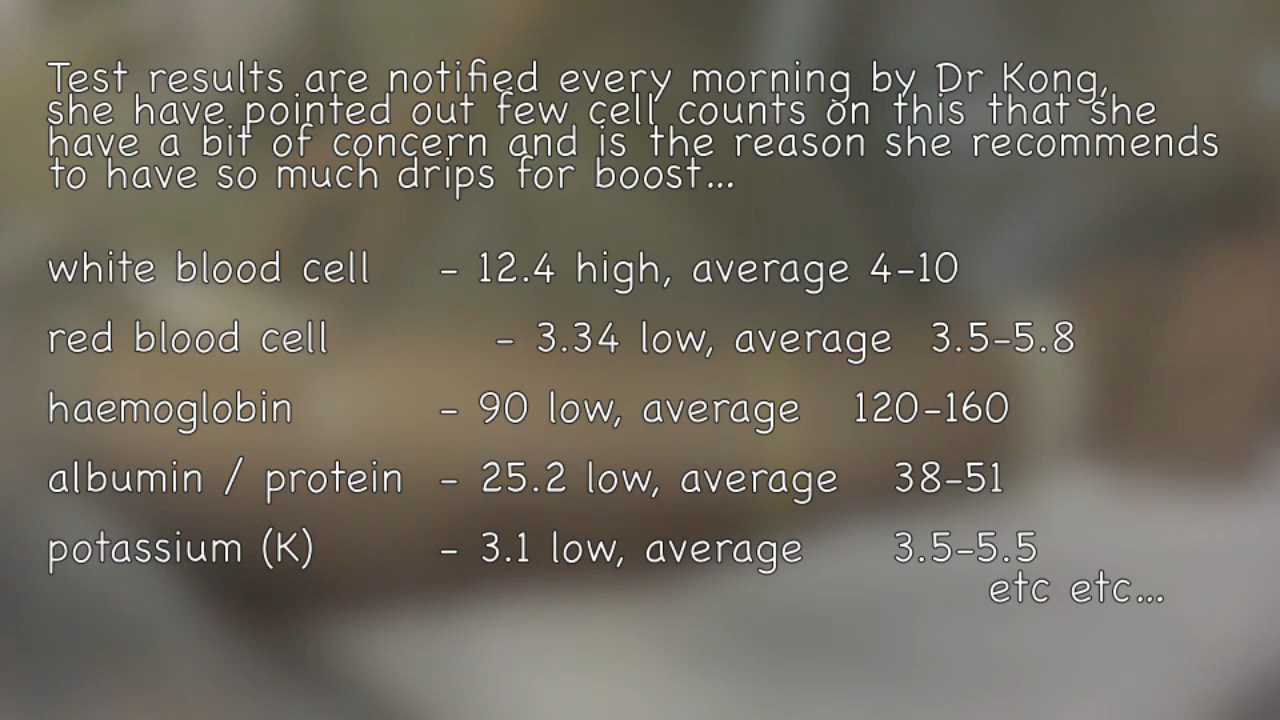 Test results are notified every morning by Dr Kong,
she have pointed out few cell counts on this that she
have a bit of concern and is the reason she recommends
to have so much drips for boost...
white blood cell - 12.4 high, average 4-10
red blood cell - 3.34 low, average 3.5-5.8
haemoglobin - 90 low, average 120-160
albumin / protein - 25.2 low, average 38-51
potassium (K) - 3.1 low, average 3.5-5.5
etc etc...